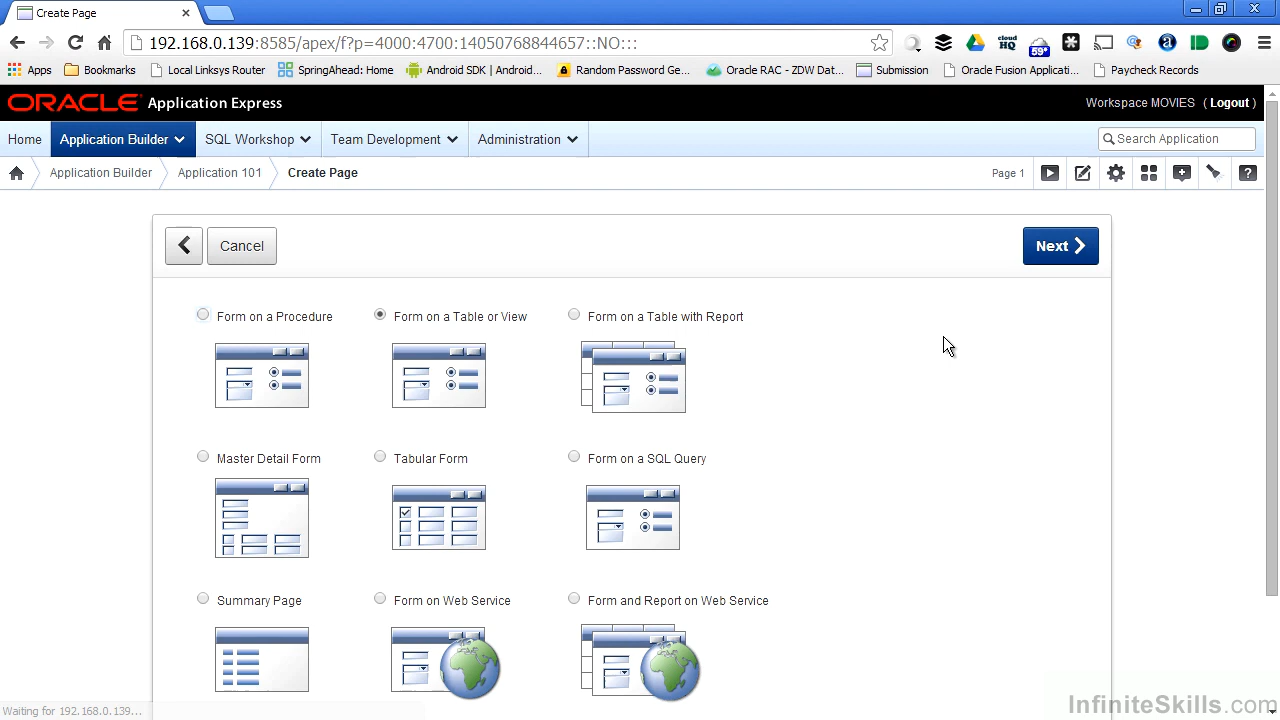 Create Page
192.168.0.139:8585/apex/f?p=4000:4700:14050768844657::NO:::
cloud HQ
59°
Apps Bookmarks Local Linksys Router SpringAhead: Home Android SDK | Android... Random Password Ge... Oracle RAC - ZDW Dat... Submission Oracle Fusion Applicati... Paycheck Records
ORACLE Application Express
Workspace MOVIES ( Logout )
Home Application Builder SQL Workshop Team Development Administration Search Application
Application Builder Application 101 Create Page Page 1
Cancel Next
Form on a Procedure Form on a Table or View Form on a Table with Report
Master Detail Form Tabular Form Form on a SQL Query
Summary Page Form on Web Service Form and Report on Web Service
Waiting for 192.168.0.139...
InfiniteSkills.com